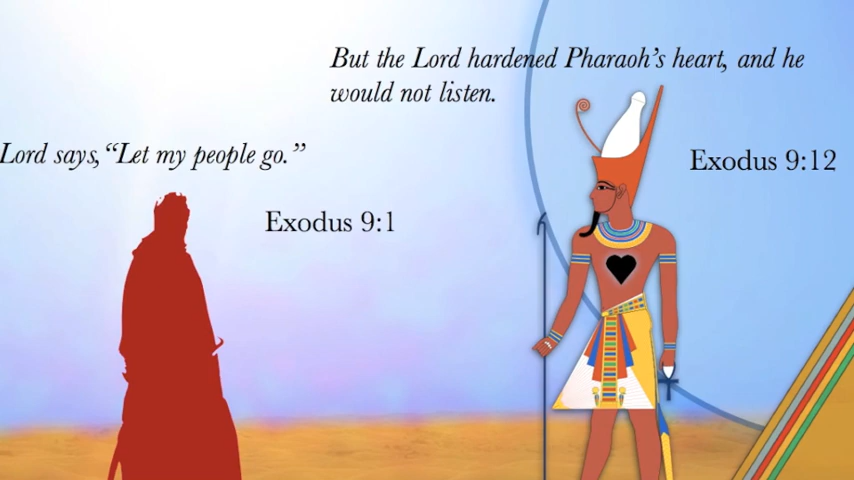 But the Lord hardened Pharaoh's heart, and he
would not listen.
Exodus 9:12
Lord says, “Let my people go.”
Exodus 9:1